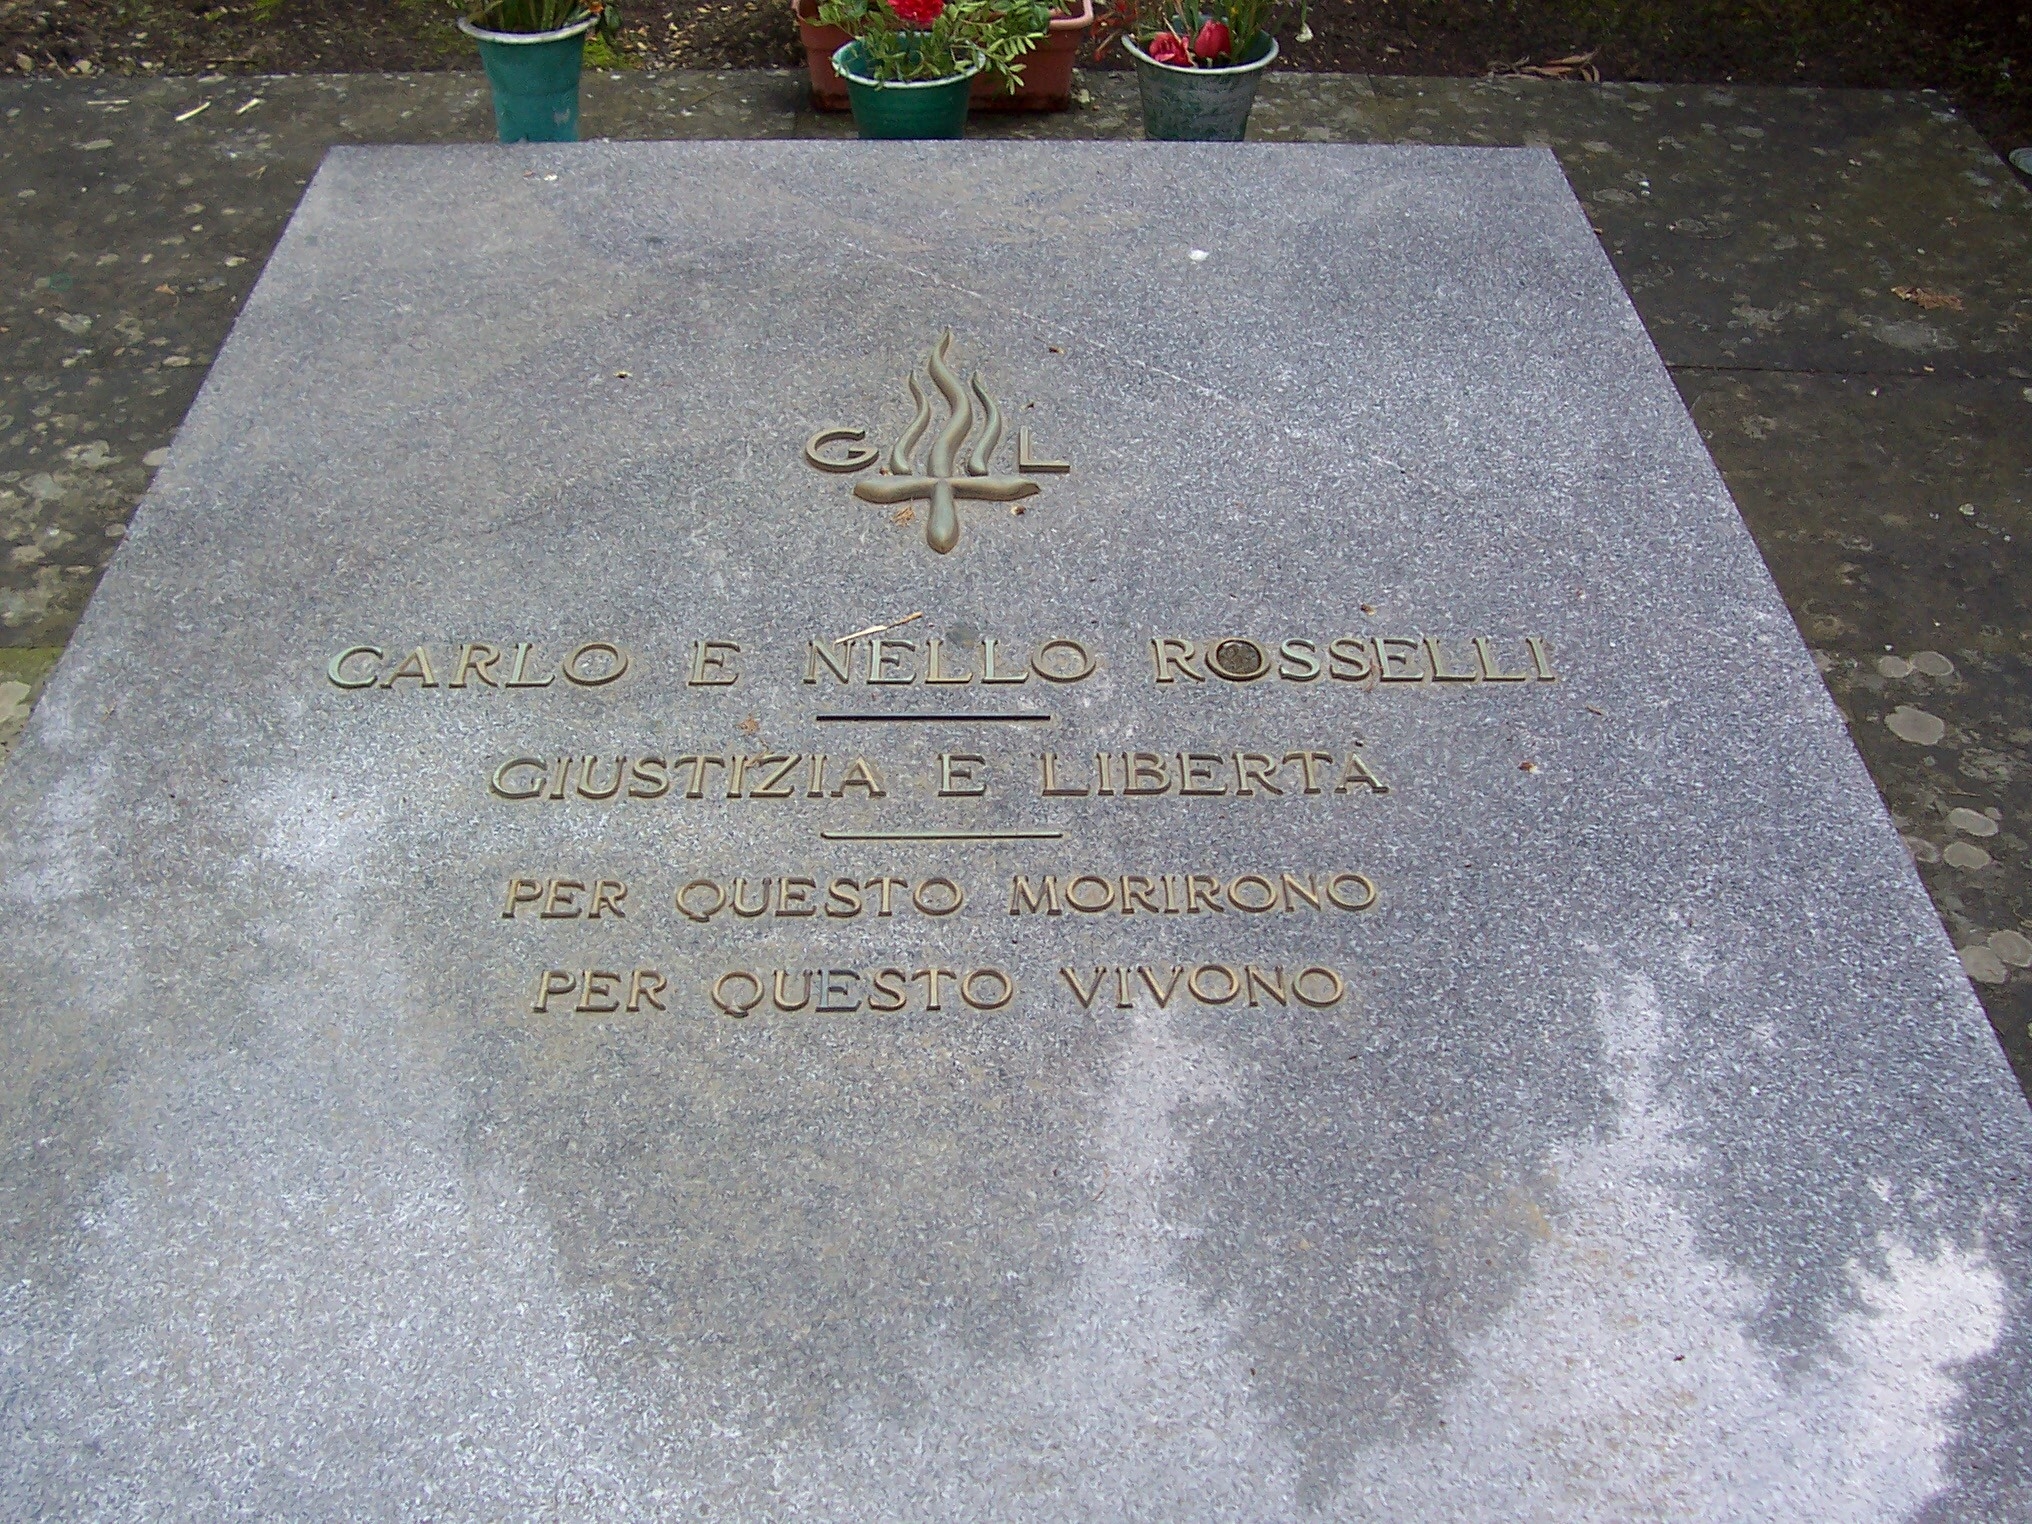 G L
CARLO E NELLO ROSSELLI
GIUSTIZIA E LIBERTÀ
PER QUESTO MORIRONO
PER QUESTO VIVONO